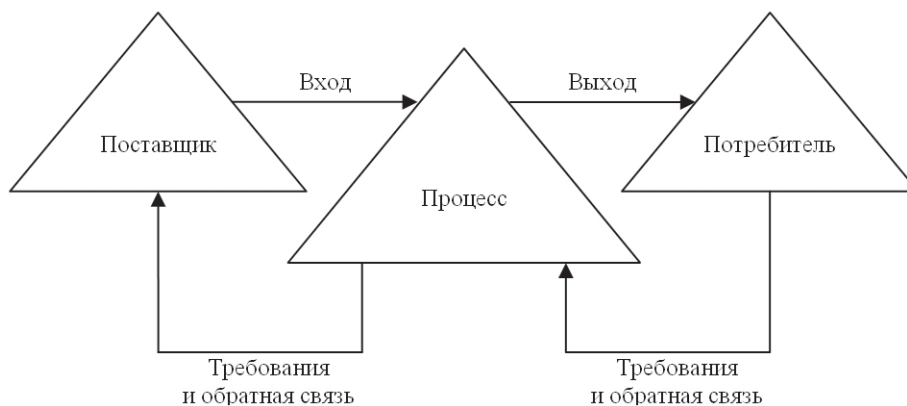 Вход
Выход
Поставщик
Процесс
Потребитель
Требования
и обратная связь
Требования
и обратная связь